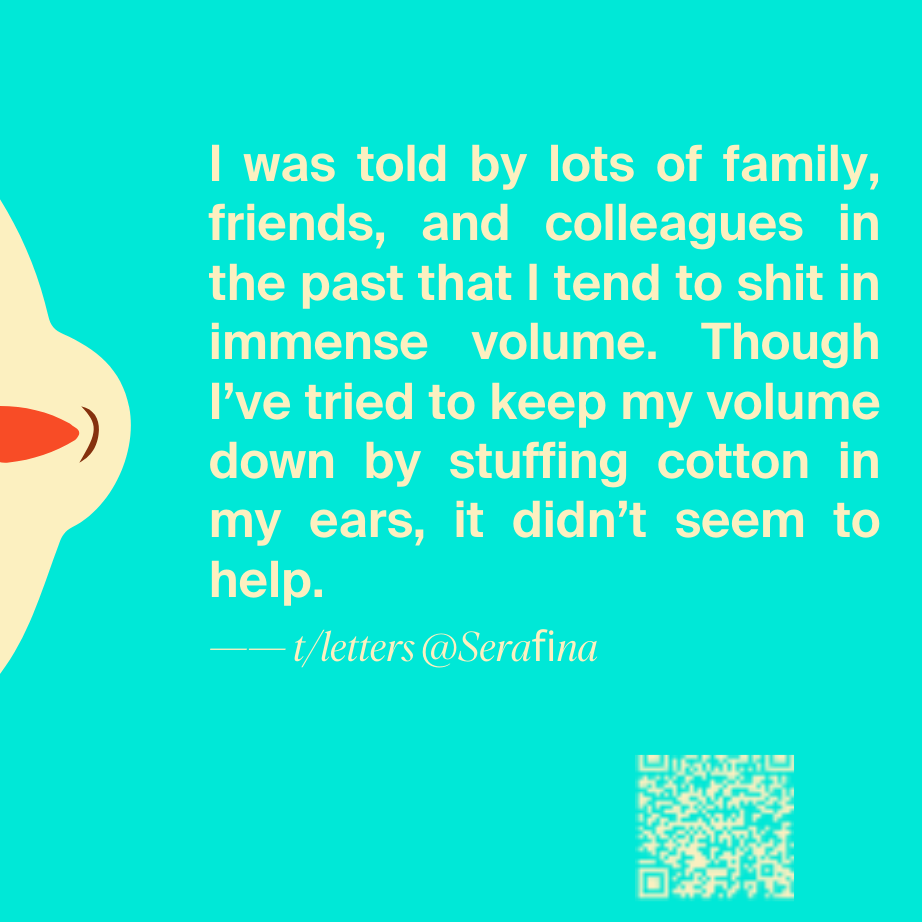 I was told by lots of family,
friends, and colleagues in
the past that I tend to shit in
immense volume. Though
I’ve tried to keep my volume
down by stuffing cotton in
my ears, it didn’t seem to
help.
—— t/letters @Serafina